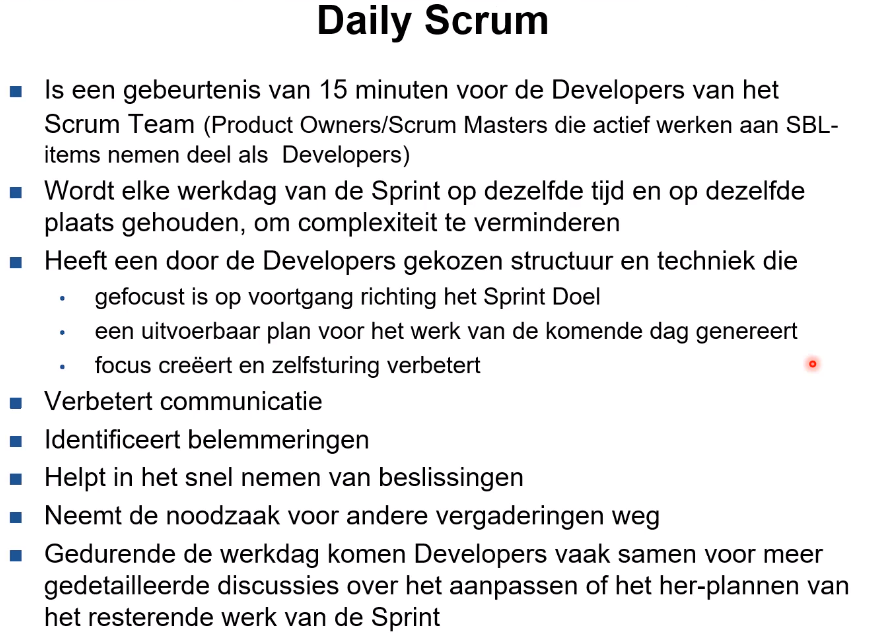 Daily Scrum
Is een gebeurtenis van 15 minuten voor de Developers van het
Scrum Team (Product Owners/Scrum Masters die actief werken aan SBL-
items nemen deel als  Developers)
Wordt elke werkdag van de Sprint op dezelfde tijd en op dezelfde
plaats gehouden, om complexiteit te verminderen
Heeft een door de Developers gekozen structuur en techniek die
gefocust is op voortgang richting het Sprint Doel
een uitvoerbaar plan voor het werk van de komende dag genereert
focus creëert en zelfsturing verbetert
Verbetert communicatie
Identificeert belemmeringen
Helpt in het snel nemen van beslissingen
Neemt de noodzaak voor andere vergaderingen weg
Gedurende de werkdag komen Developers vaak samen voor meer
gedetailleerde discussies over het aanpassen of het her-plannen van
het resterende werk van de Sprint